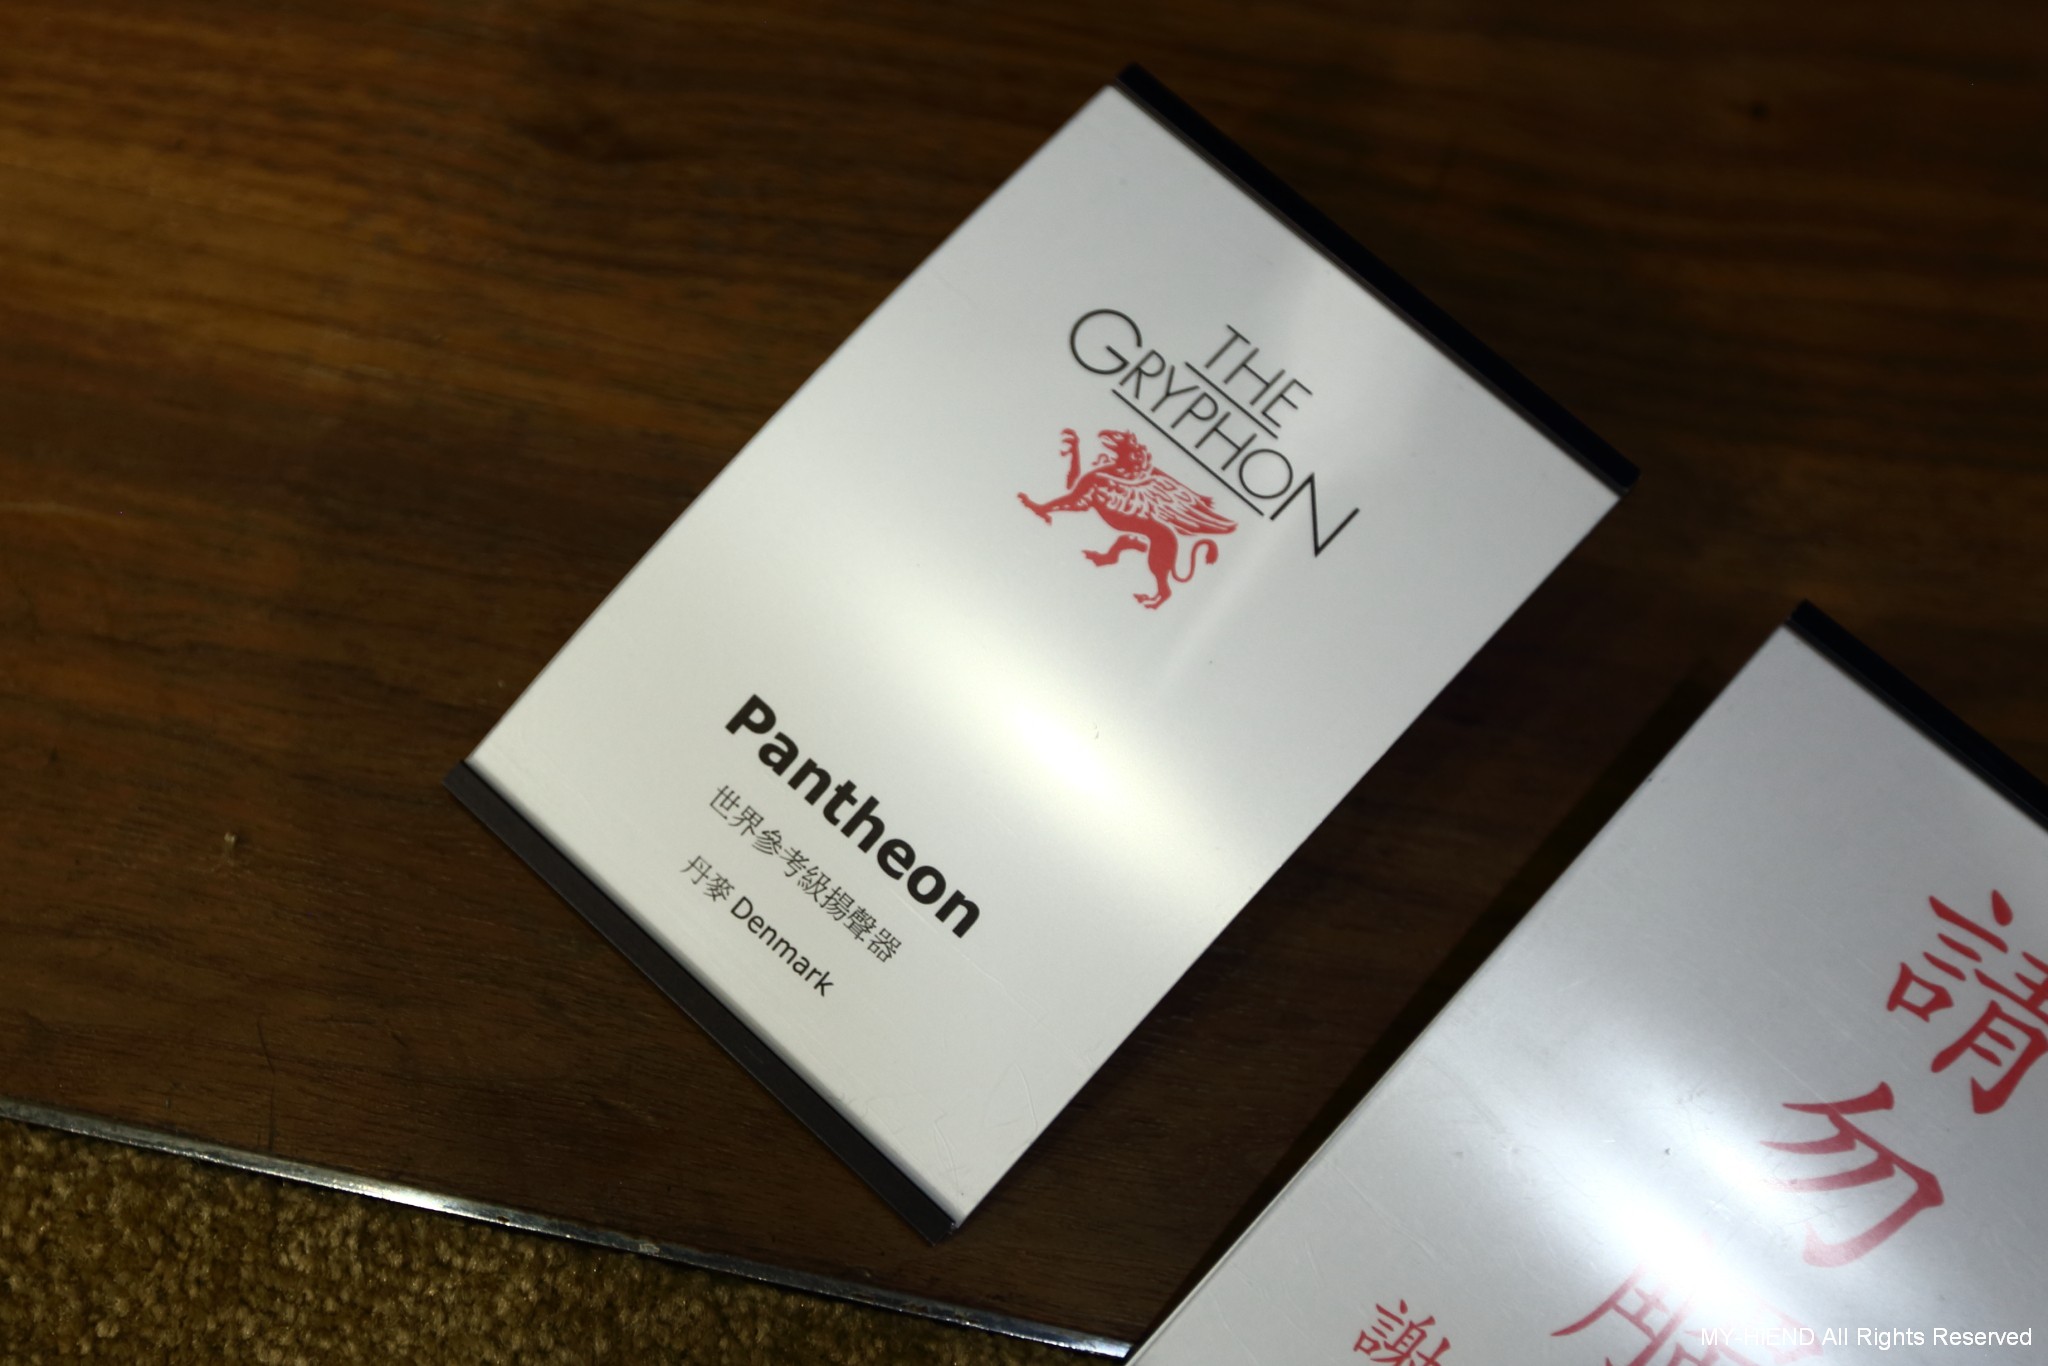 THE
GRYPHON
Pantheon
世界參考級揚聲器
丹麥 Denmark
請
勿
謝
MY-HiEND All Rights Reserved